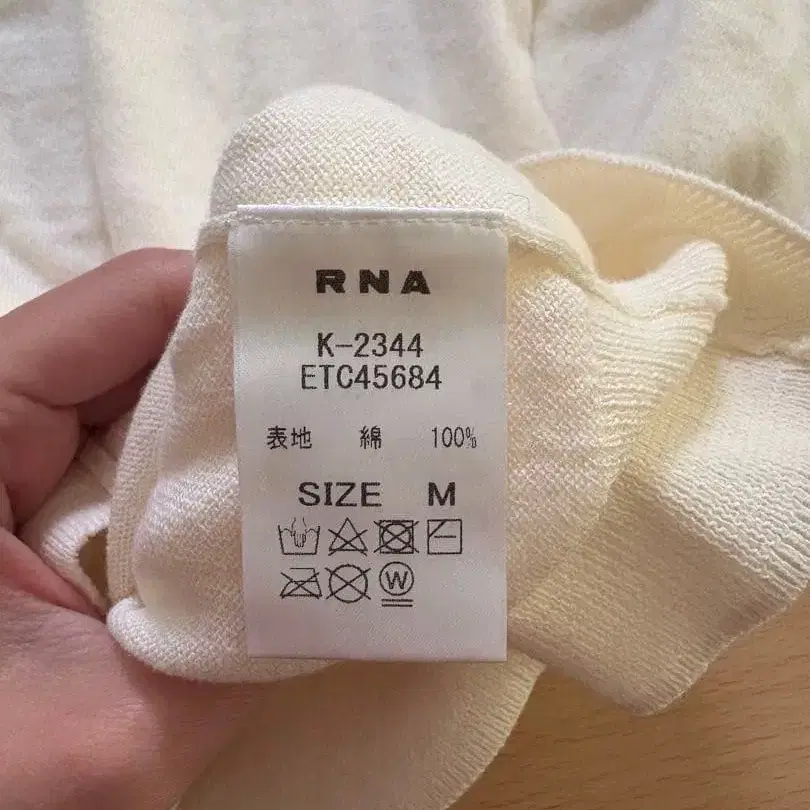 RNA
K-2344
ETC45684
表地 綿 100%
SIZE M
W